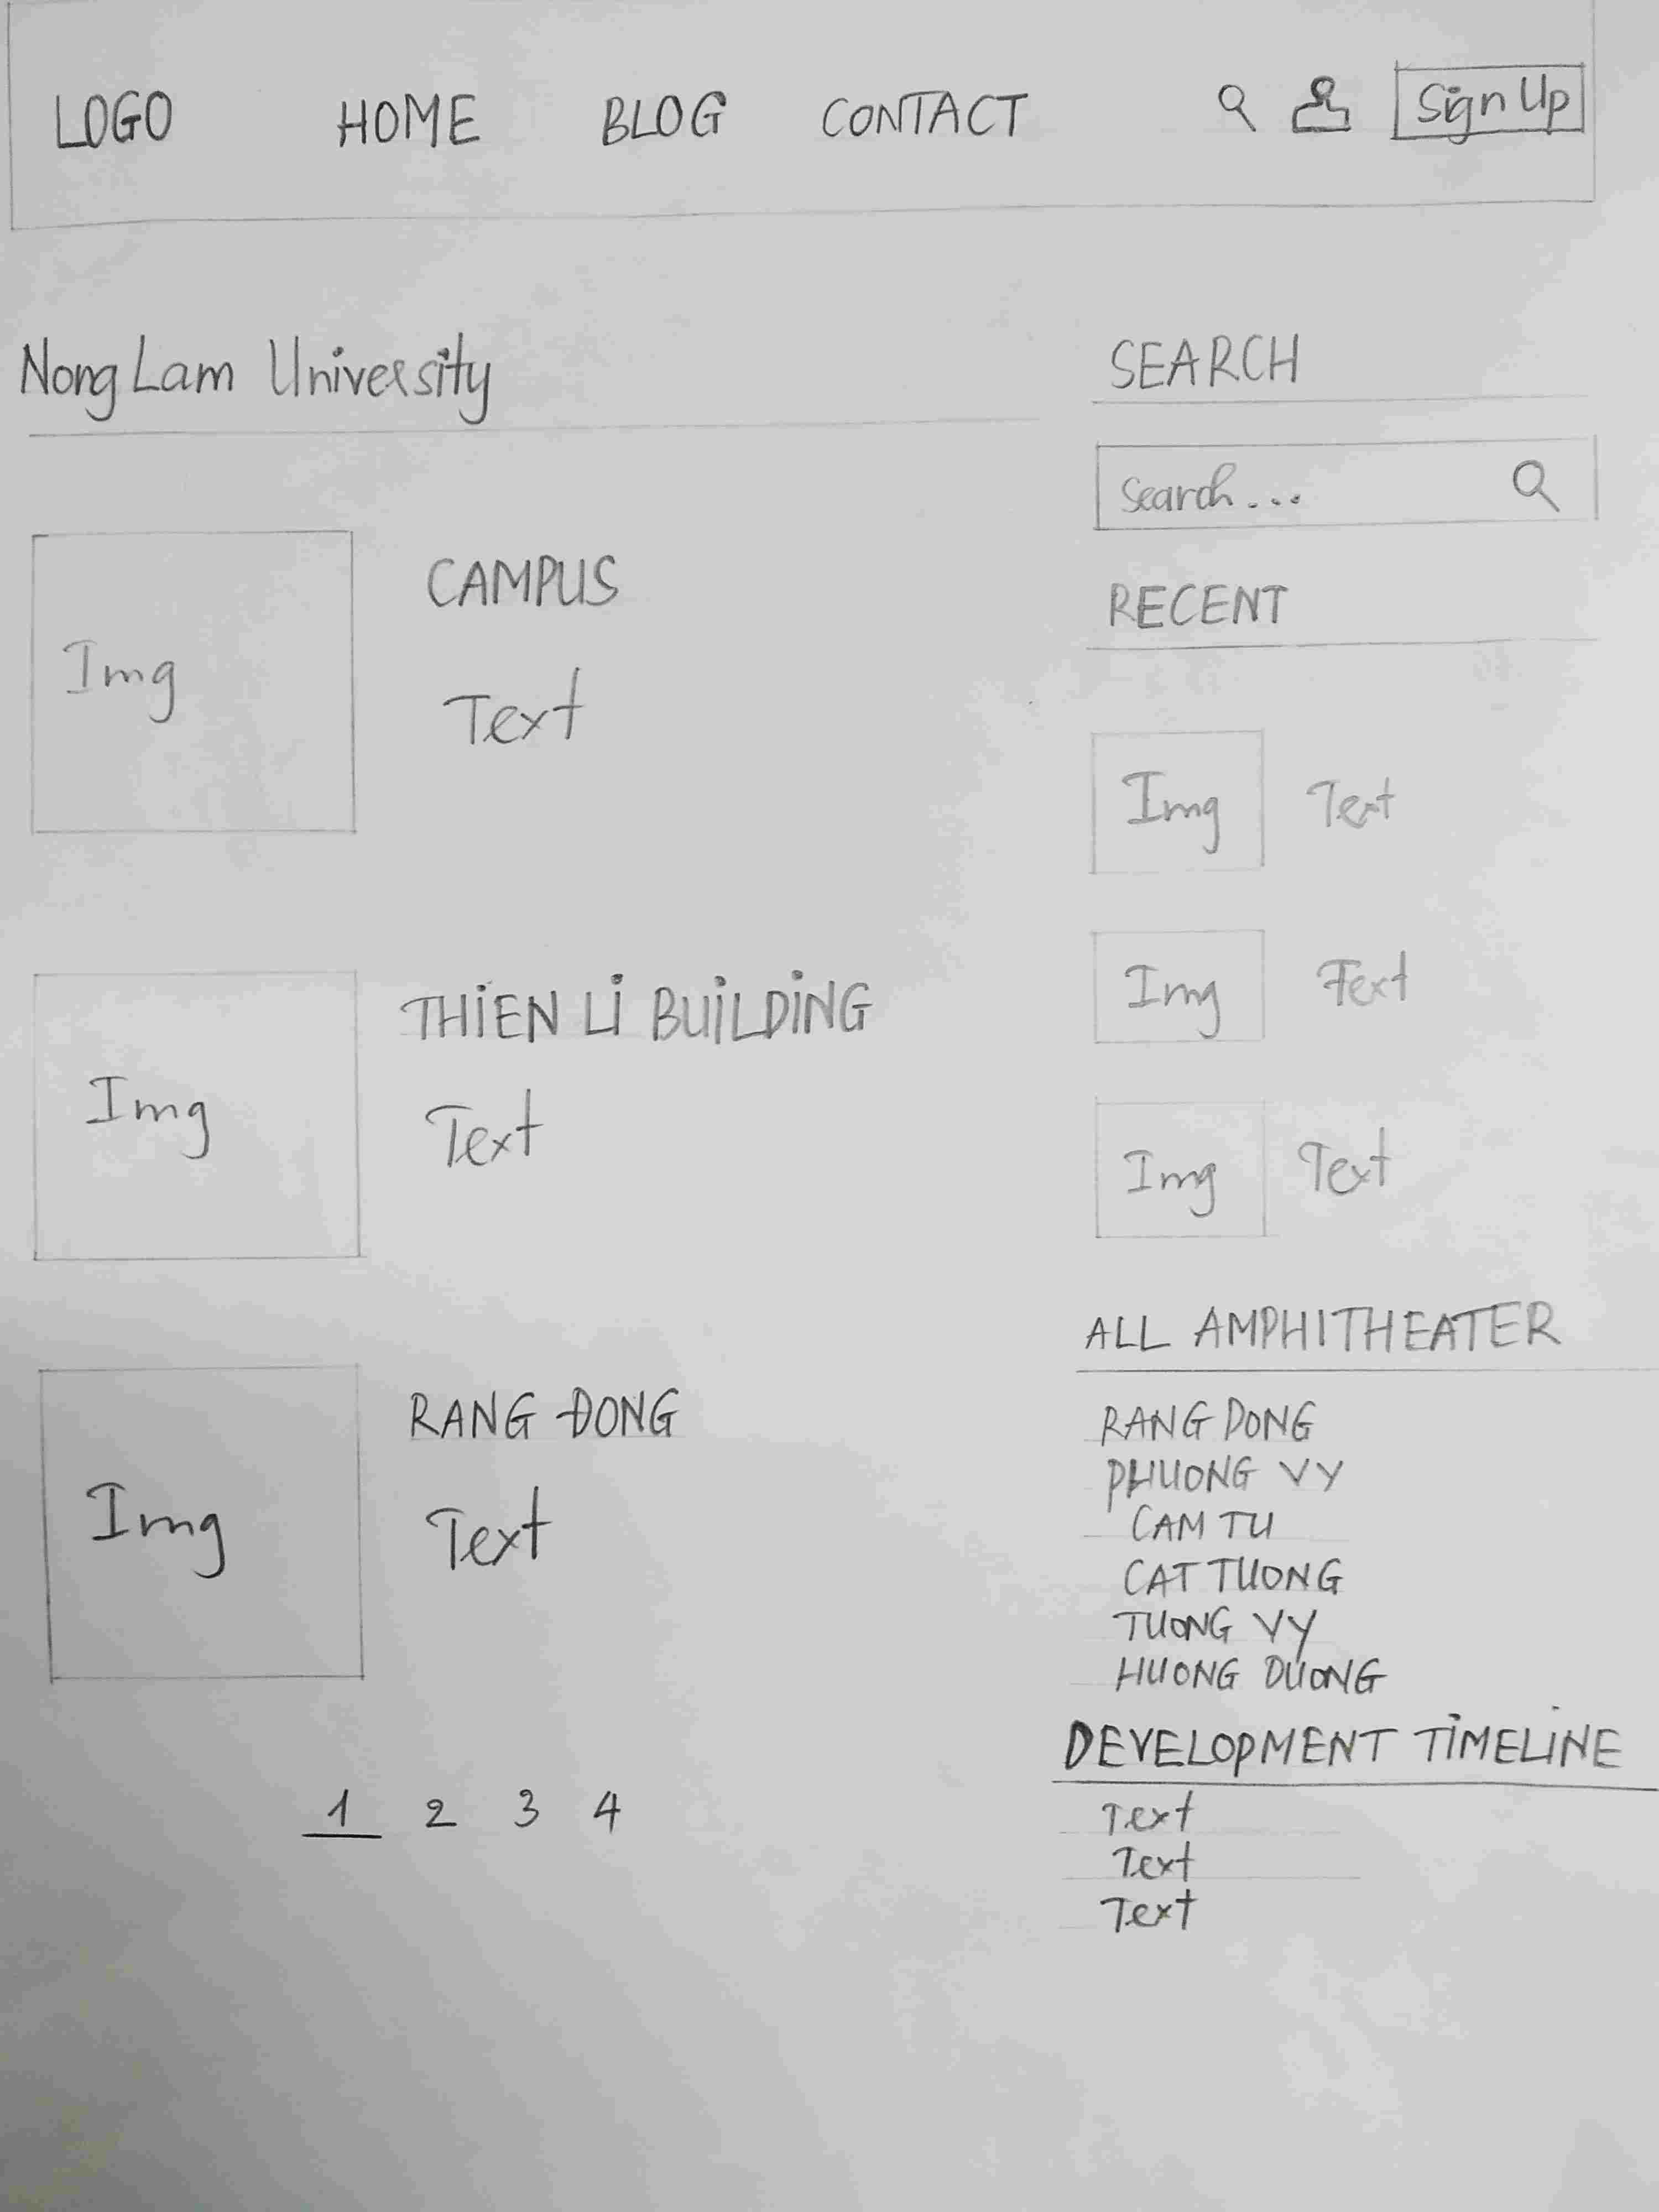 LOGO HOME BLOG CONTACT Sign Up
Nong Lam University
Img
CAMPUS
Text
Img
THiEN Li BUiLDiNG
Text
Img
RANG ĐONG
Text
1 2 3 4
SEARCH
Search...
RECENT
Img Text
Img Text
Img Text
ALL AMPHITHEATER
RANG DONG
PHUONG VY
CAM TU
CAT TUONG
TUONG VY
HUONG DUONG
DEVELOPMENT TiMELiNE
Text
Text
Text